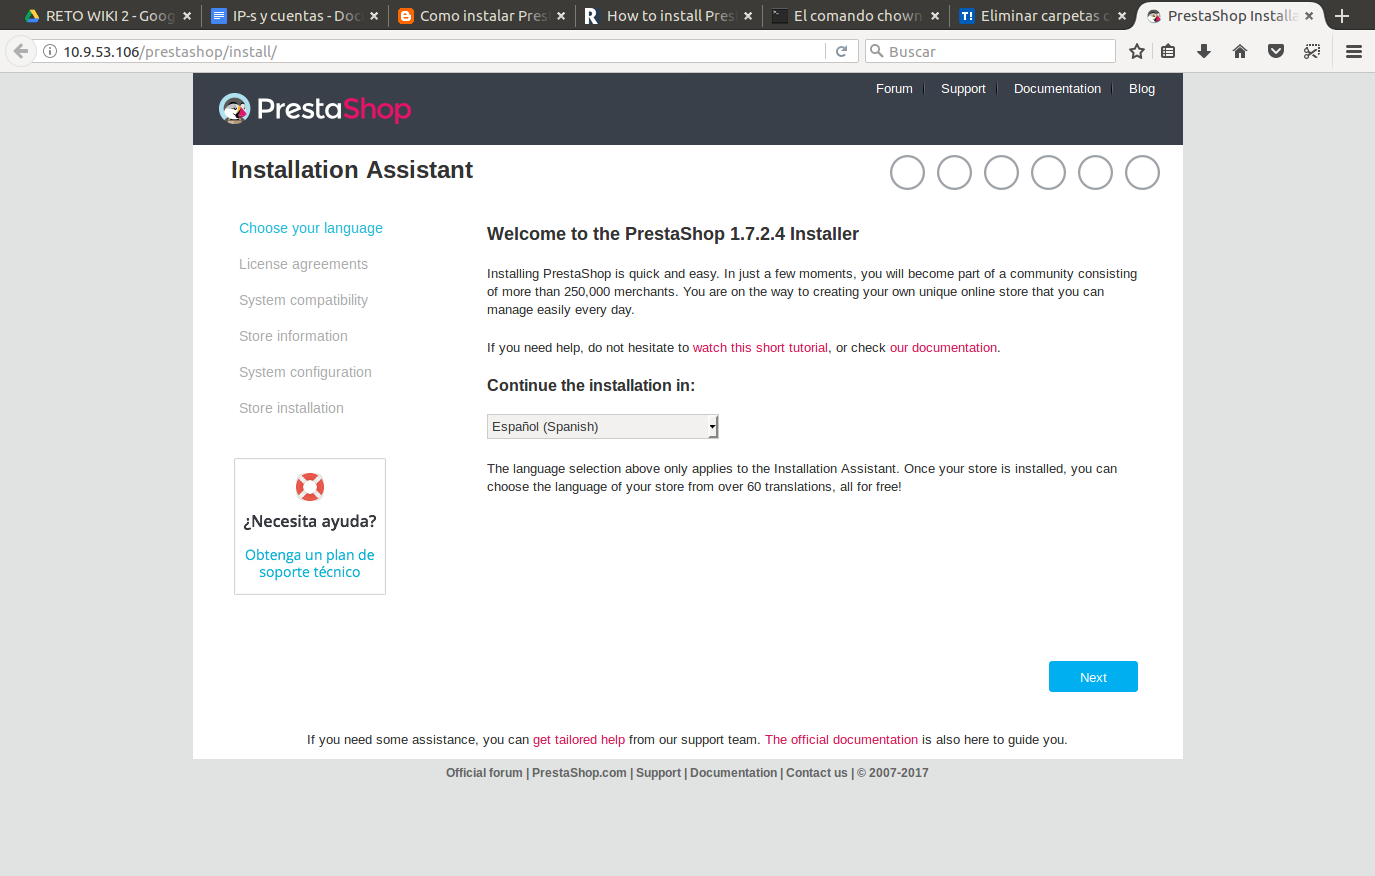 RETO WIKI 2 - Goog
IP-s y cuentas - Doc
Como instalar Pres
How to install Pres
El comando chown
Eliminar carpetas c
PrestaShop Installa
10.9.53.106/prestashop/install/
Buscar
PrestaShop
Forum
Support
Documentation
Blog
Installation Assistant
Choose your language
License agreements
System compatibility
Store information
System configuration
Store installation
¿Necesita ayuda?
Obtenga un plan de
soporte técnico
Welcome to the PrestaShop 1.7.2.4 Installer
Installing PrestaShop is quick and easy. In just a few moments, you will become part of a community consisting
of more than 250,000 merchants. You are on the way to creating your own unique online store that you can
manage easily every day.
If you need help, do not hesitate to watch this short tutorial, or check our documentation.
Continue the installation in:
Español (Spanish)
The language selection above only applies to the Installation Assistant. Once your store is installed, you can
choose the language of your store from over 60 translations, all for free!
Next
If you need some assistance, you can get tailored help from our support team. The official documentation is also here to guide you.
Official forum | PrestaShop.com | Support | Documentation | Contact us | © 2007-2017